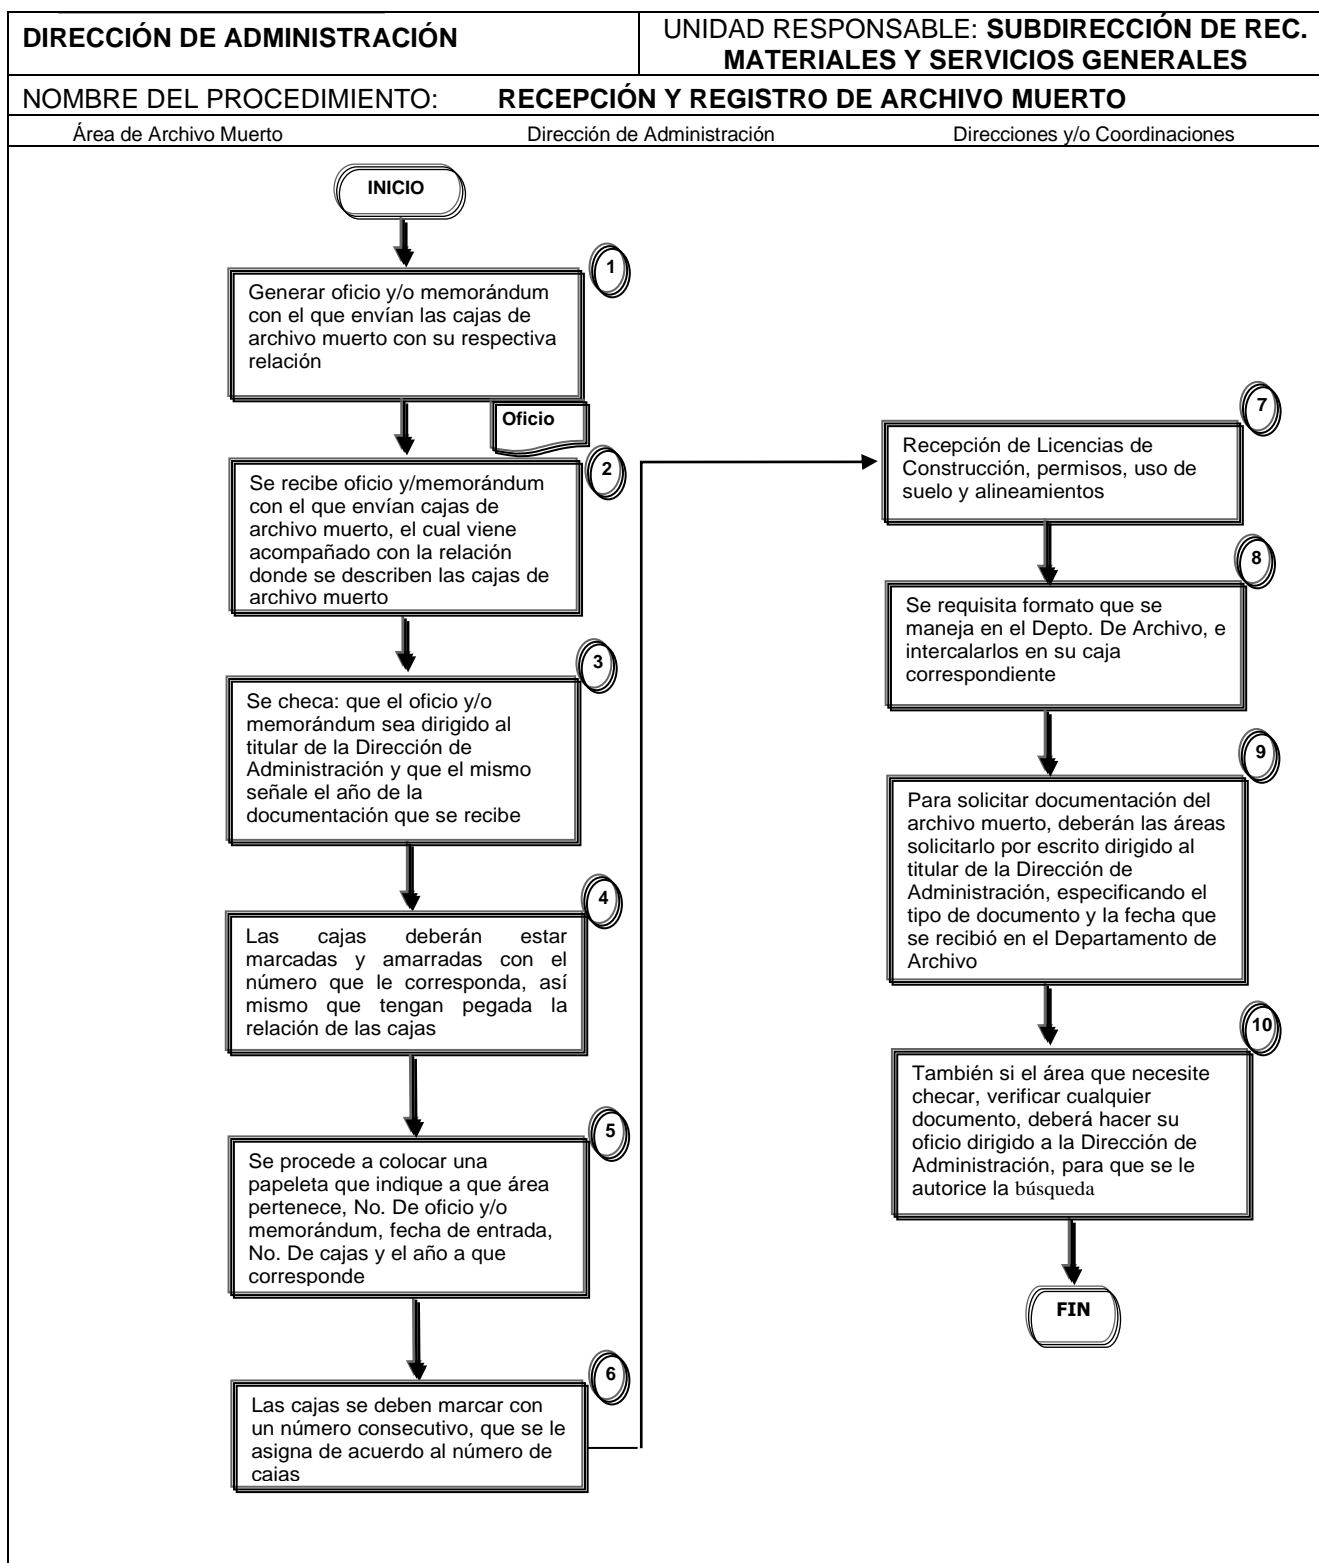 DIRECCIÓN DE ADMINISTRACIÓN
UNIDAD RESPONSABLE: SUBDIRECCIÓN DE REC.
MATERIALES Y SERVICIOS GENERALES
NOMBRE DEL PROCEDIMIENTO: RECEPCIÓN Y REGISTRO DE ARCHIVO MUERTO
Área de Archivo Muerto
Dirección de Administración
Direcciones y/o Coordinaciones
INICIO
1
Generar oficio y/o memorándum
con el que envían las cajas de
archivo muerto con su respectiva
relación
Oficio
2
Se recibe oficio y/memorándum
con el que envían cajas de
archivo muerto, el cual viene
acompañado con la relación
donde se describen las cajas de
archivo muerto
3
Se checa: que el oficio y/o
memorándum sea dirigido al
titular de la Dirección de
Administración y que el mismo
señale el año de la
documentación que se recibe
4
Las cajas deberán estar
marcadas y amarradas con el
número que le corresponda, así
mismo que tengan pegada la
relación de las cajas
5
Se procede a colocar una
papeleta que indique a que área
pertenece, No. De oficio y/o
memorándum, fecha de entrada,
No. De cajas y el año a que
corresponde
6
Las cajas se deben marcar con
un número consecutivo, que se le
asigna de acuerdo al número de
cajas
7
Recepción de Licencias de
Construcción, permisos, uso de
suelo y alineamientos
8
Se requisita formato que se
maneja en el Depto. De Archivo, e
intercalarlos en su caja
correspondiente
9
Para solicitar documentación del
archivo muerto, deberán las áreas
solicitarlo por escrito dirigido al
titular de la Dirección de
Administración, especificando el
tipo de documento y la fecha que
se recibió en el Departamento de
Archivo
10
También si el área que necesite
checar, verificar cualquier
documento, deberá hacer su
oficio dirigido a la Dirección de
Administración, para que se le
autorice la búsqueda
FIN